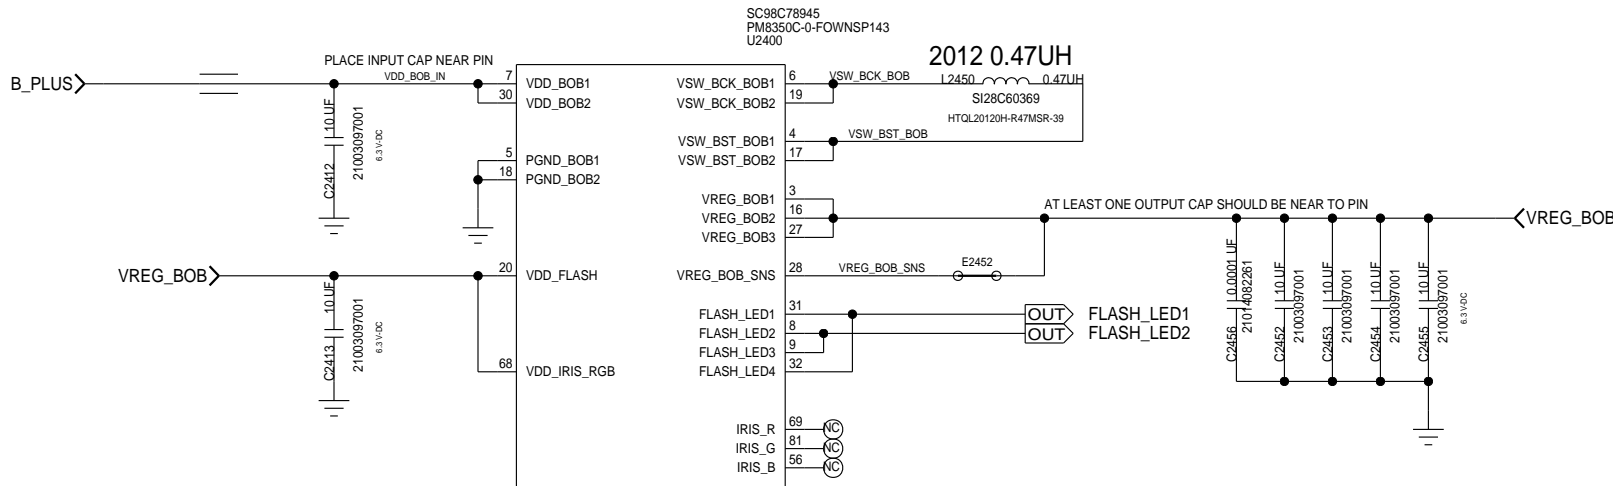 SC98C78945
PM8350C-0-FOWNSP143
U2400
PLACE INPUT CAP NEAR PIN
B_PLUS
VDD_BOB_IN
7 VDD_BOB1
30 VDD_BOB2
5 PGND_BOB1
18 PGND_BOB2
VREG_BOB
20 VDD_FLASH
68 VDD_IRIS_RGB
C2412 10 UF
21003097001
6.3 V-DC
C2413 10 UF
21003097001
6.3 V-DC
VSW_BCK_BOB1 6 VSW_BCK_BOB
VSW_BCK_BOB2 19
VSW_BST_BOB1 4 VSW_BST_BOB
VSW_BST_BOB2 17
VREG_BOB1 3
VREG_BOB2 16
VREG_BOB3 27
VREG_BOB_SNS 28 VREG_BOB_SNS E2452
FLASH_LED1 31 OUT FLASH_LED1
FLASH_LED2 8 OUT FLASH_LED2
FLASH_LED3 9
FLASH_LED4 32
IRIS_R 69 NC
IRIS_G 81 NC
IRIS_B 56 NC
2012 0.47UH
L2450 0.47UH
SI28C60369
HTQL20120H-R47MSR-39
AT LEAST ONE OUTPUT CAP SHOULD BE NEAR TO PIN
VREG_BOB
C2456 0.0001 UF
21014082261
C2452 10 UF
21003097001
C2453 10 UF
21003097001
C2454 10 UF
21003097001
C2455 10 UF
21003097001
6.3 V-DC